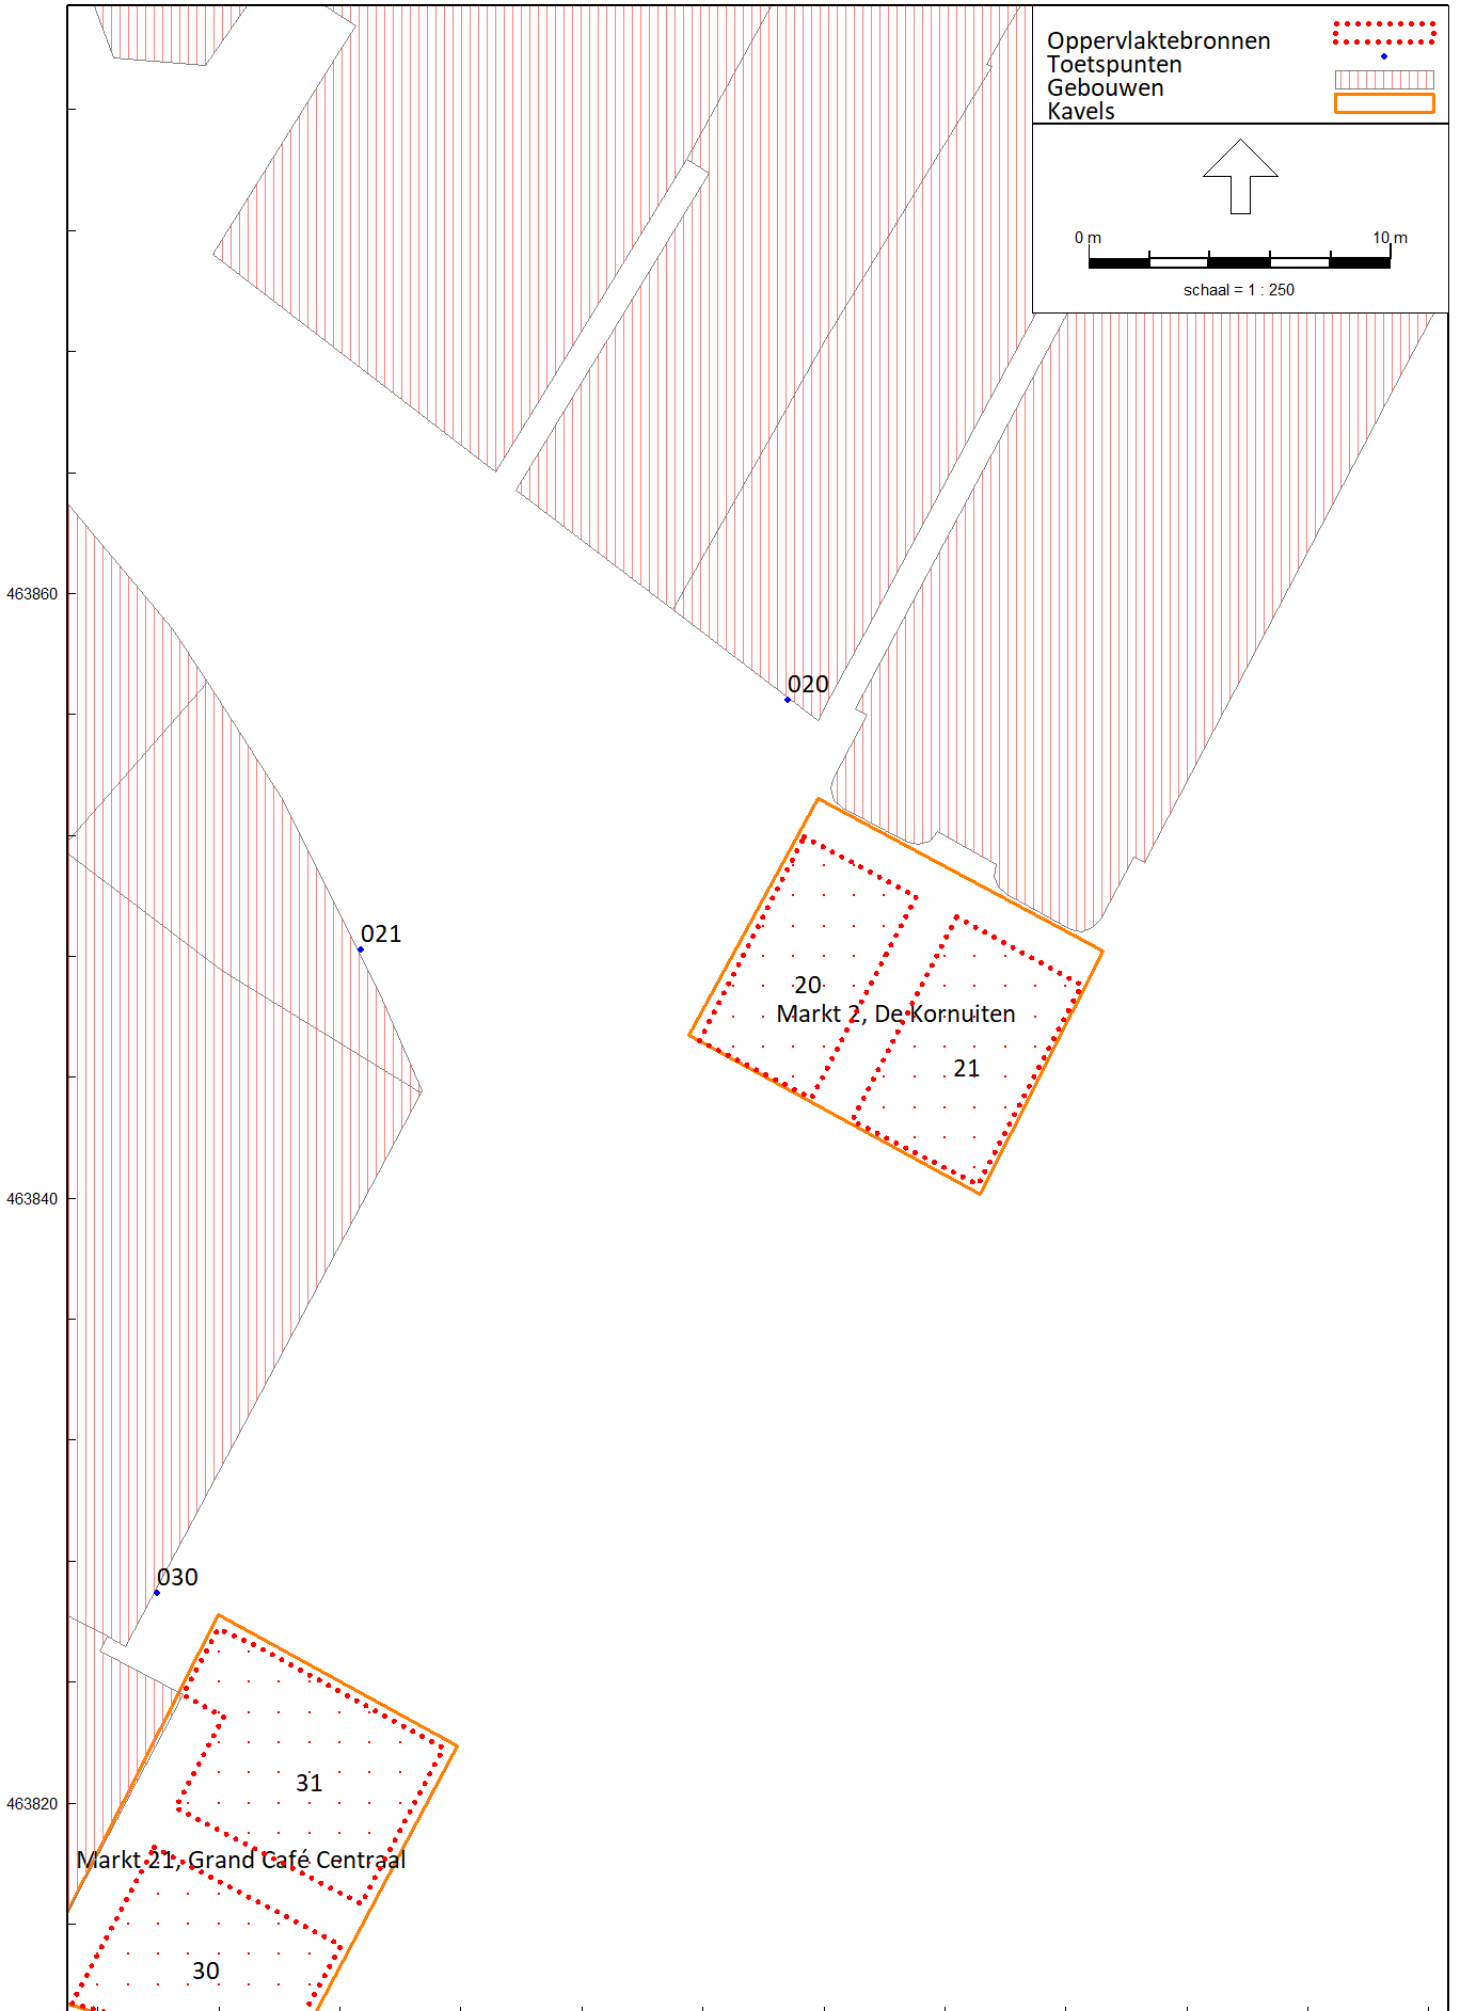 Oppervlaktebronnen
Toetspunten
Gebouwen
Kavels
0 m 10 m
schaal = 1 : 250
463860
020
021
20
Markt 2, De Kornuiten
21
463840
030
31
463820
Markt 21, Grand Café Centraal
30